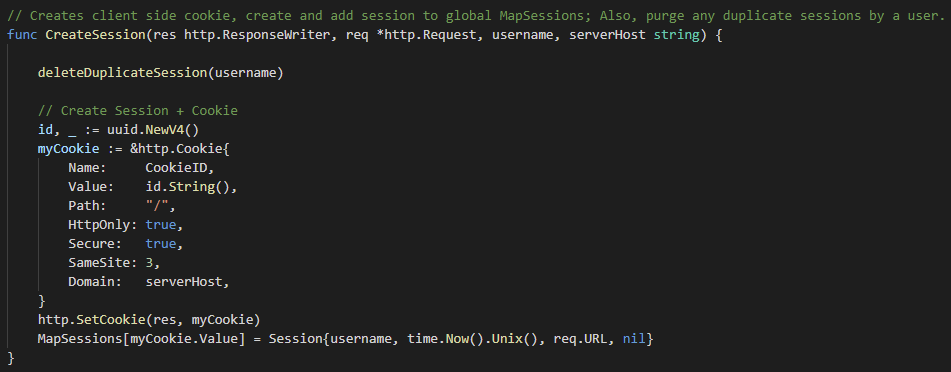 // Creates client side cookie, create and add session to global MapSessions; Also, purge any duplicate sessions by a user.
func CreateSession(res http.ResponseWriter, req *http.Request, username, serverHost string) {
deleteDuplicateSession(username)
// Create Session + Cookie
id, _ := uuid.NewV4()
myCookie := &http.Cookie{
Name: CookieID,
Value: id.String(),
Path: "/",
HttpOnly: true,
Secure: true,
SameSite: 3,
Domain: serverHost,
}
http.SetCookie(res, myCookie)
MapSessions[myCookie.Value] = Session{username, time.Now().Unix(), req.URL, nil}
}